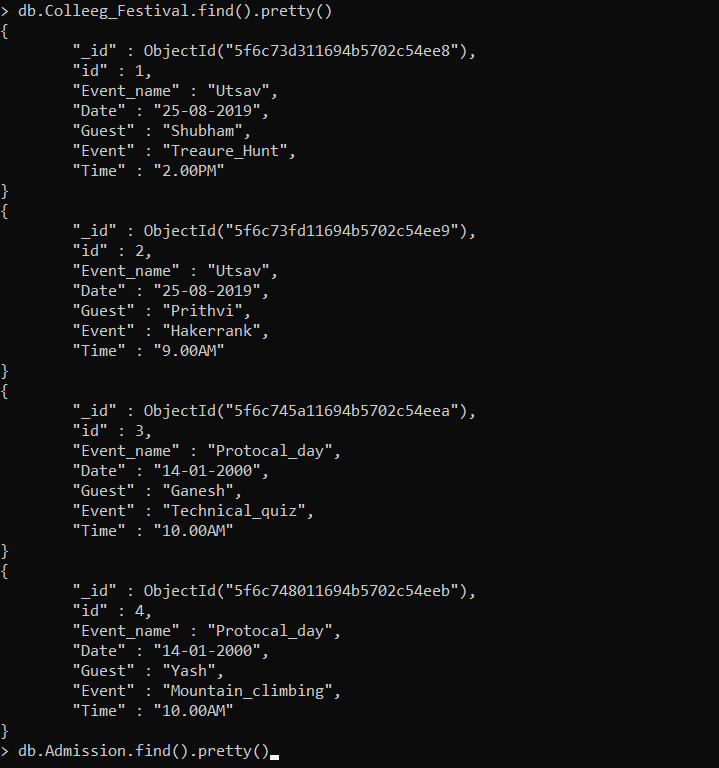 > db.Colleeg_Festival.find().pretty()
{
        "_id" : ObjectId("5f6c73d311694b5702c54ee8"),
        "id" : 1,
        "Event_name" : "Utsav",
        "Date" : "25-08-2019",
        "Guest" : "Shubham",
        "Event" : "Treaure_Hunt",
        "Time" : "2.00PM"
}
{
        "_id" : ObjectId("5f6c73fd11694b5702c54ee9"),
        "id" : 2,
        "Event_name" : "Utsav",
        "Date" : "25-08-2019",
        "Guest" : "Prithvi",
        "Event" : "Hakerrank",
        "Time" : "9.00AM"
}
{
        "_id" : ObjectId("5f6c745a11694b5702c54eea"),
        "id" : 3,
        "Event_name" : "Protocal_day",
        "Date" : "14-01-2000",
        "Guest" : "Ganesh",
        "Event" : "Technical_quiz",
        "Time" : "10.00AM"
}
{
        "_id" : ObjectId("5f6c748011694b5702c54eeb"),
        "id" : 4,
        "Event_name" : "Protocal_day",
        "Date" : "14-01-2000",
        "Guest" : "Yash",
        "Event" : "Mountain_climbing",
        "Time" : "10.00AM"
}
> db.Admission.find().pretty()